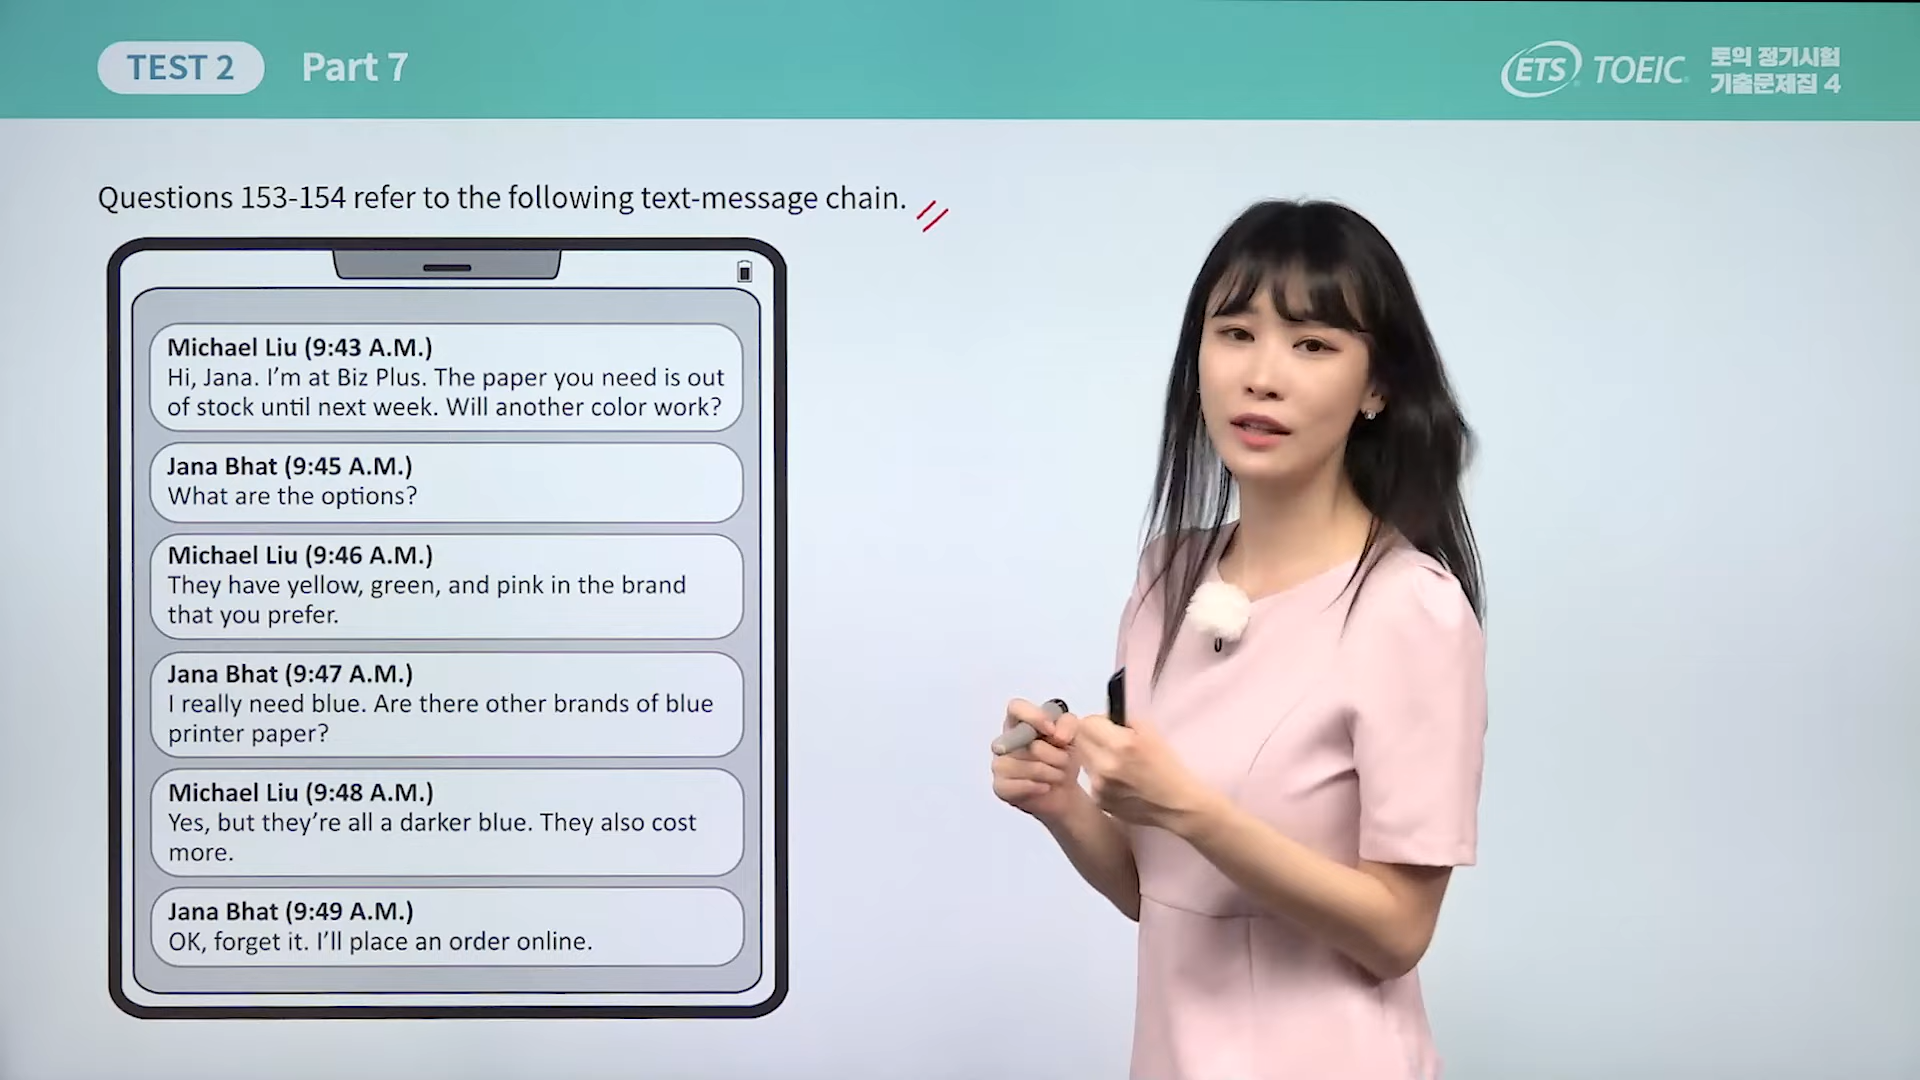 TEST 2
Part 7
ETS TOEIC
토익 정기시험
기출문제집 4
Questions 153-154 refer to the following text-message chain.
Michael Liu (9:43 A.M.)
Hi, Jana. I'm at Biz Plus. The paper you need is out
of stock until next week. Will another color work?
Jana Bhat (9:45 A.M.)
What are the options?
Michael Liu (9:46 A.M.)
They have yellow, green, and pink in the brand
that you prefer.
Jana Bhat (9:47 A.M.)
I really need blue. Are there other brands of blue
printer paper?
Michael Liu (9:48 A.M.)
Yes, but they're all a darker blue. They also cost
more.
Jana Bhat (9:49 A.M.)
OK, forget it. I'll place an order online.